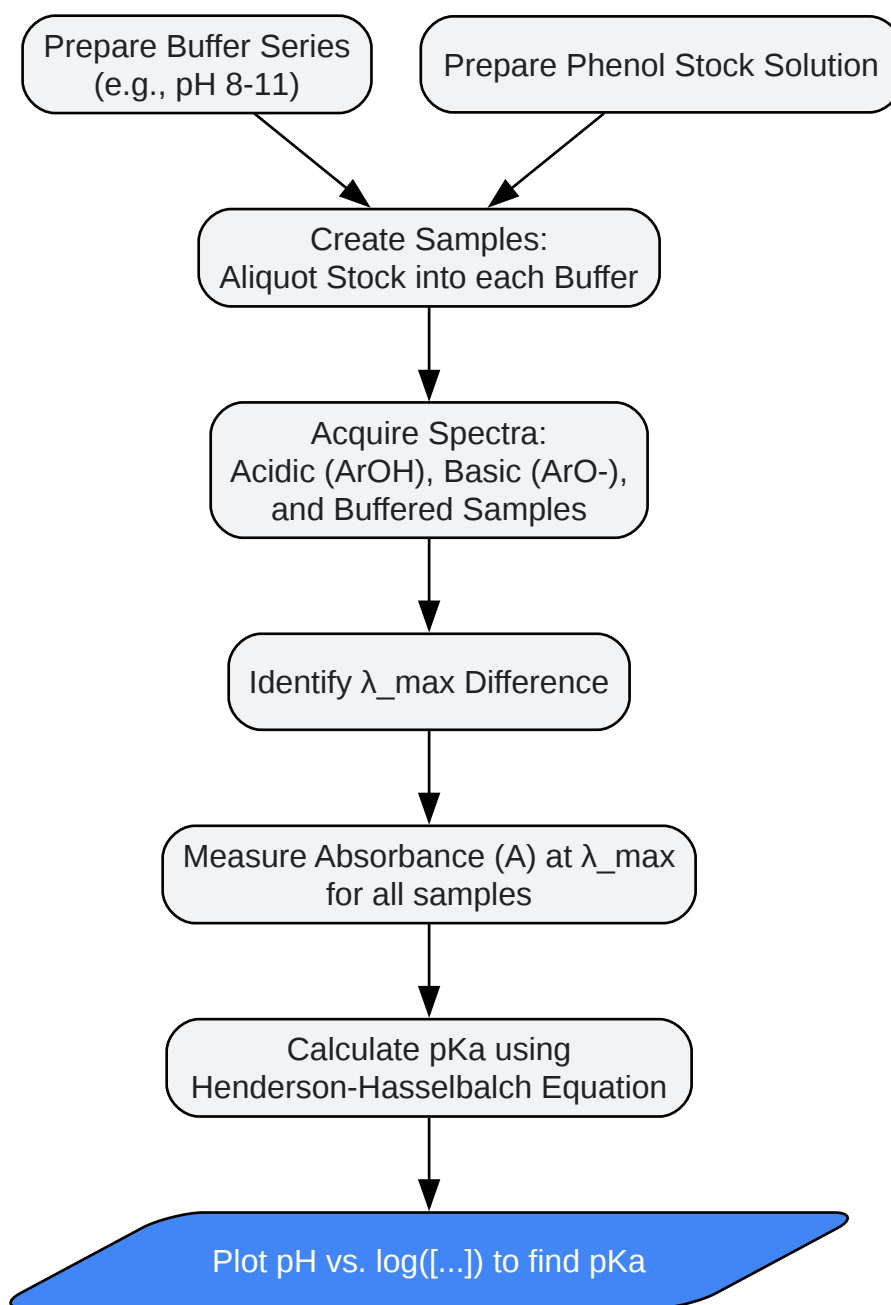 Prepare Buffer Series
(e.g., pH 8-11)
Prepare Phenol Stock Solution
Create Samples:
Aliquot Stock into each Buffer
Acquire Spectra:
Acidic (ArOH), Basic (ArO-),
and Buffered Samples
Identify λ_max Difference
Measure Absorbance (A) at λ_max
for all samples
Calculate pKa using
Henderson-Hasselbalch Equation
Plot pH vs. log([...]) to find pKa